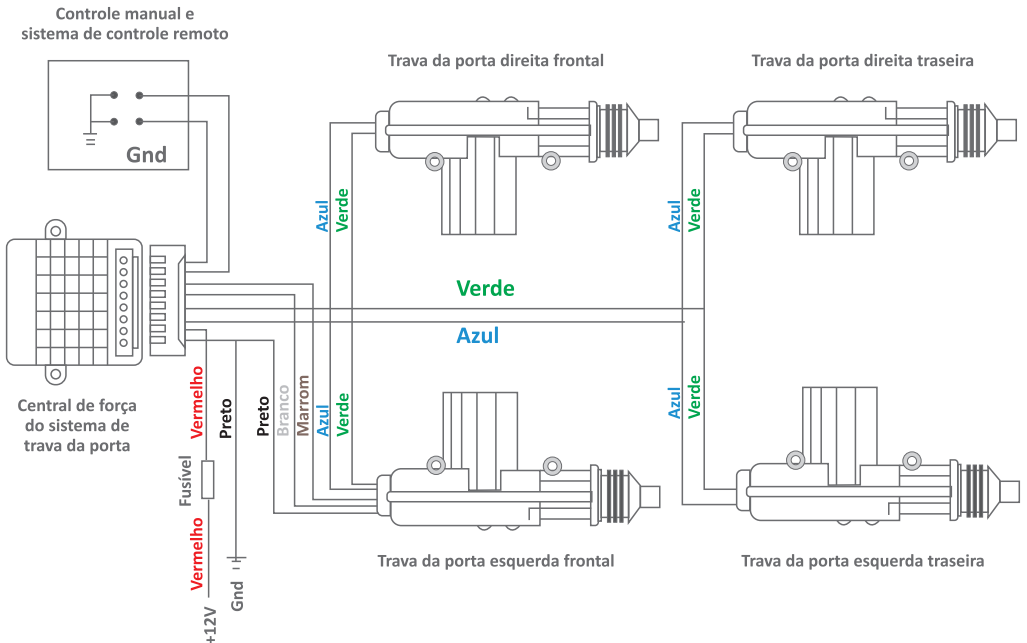 Controle manual e
sistema de controle remoto
Gnd
Trava da porta direita frontal
Trava da porta direita traseira
Azul
Verde
Azul
Verde
Verde
Azul
Central de força
do sistema de
trava da porta
Vermelho
Preto
Preto
Branco
Marrom
Azul
Verde
Azul
Verde
Fusível
Vermelho
+12V
Gnd
Trava da porta esquerda frontal
Trava da porta esquerda traseira